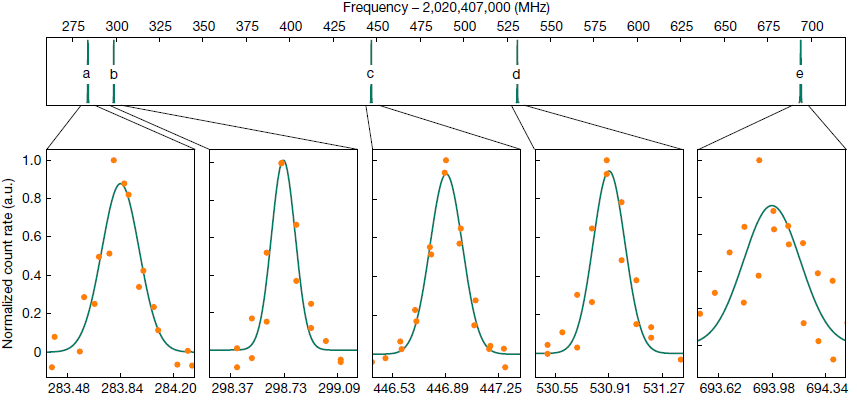 Frequency – 2,020,407,000 (MHz)
275 300 325 350 375 400 425 450 475 500 525 550 575 600 625 650 675 700
a b c d e
Normalized count rate (a.u.)
1.0
0.8
0.6
0.4
0.2
0
283.48 283.84 284.20 298.37 298.73 299.09 446.53 446.89 447.25 530.55 530.91 531.27 693.62 693.98 694.34